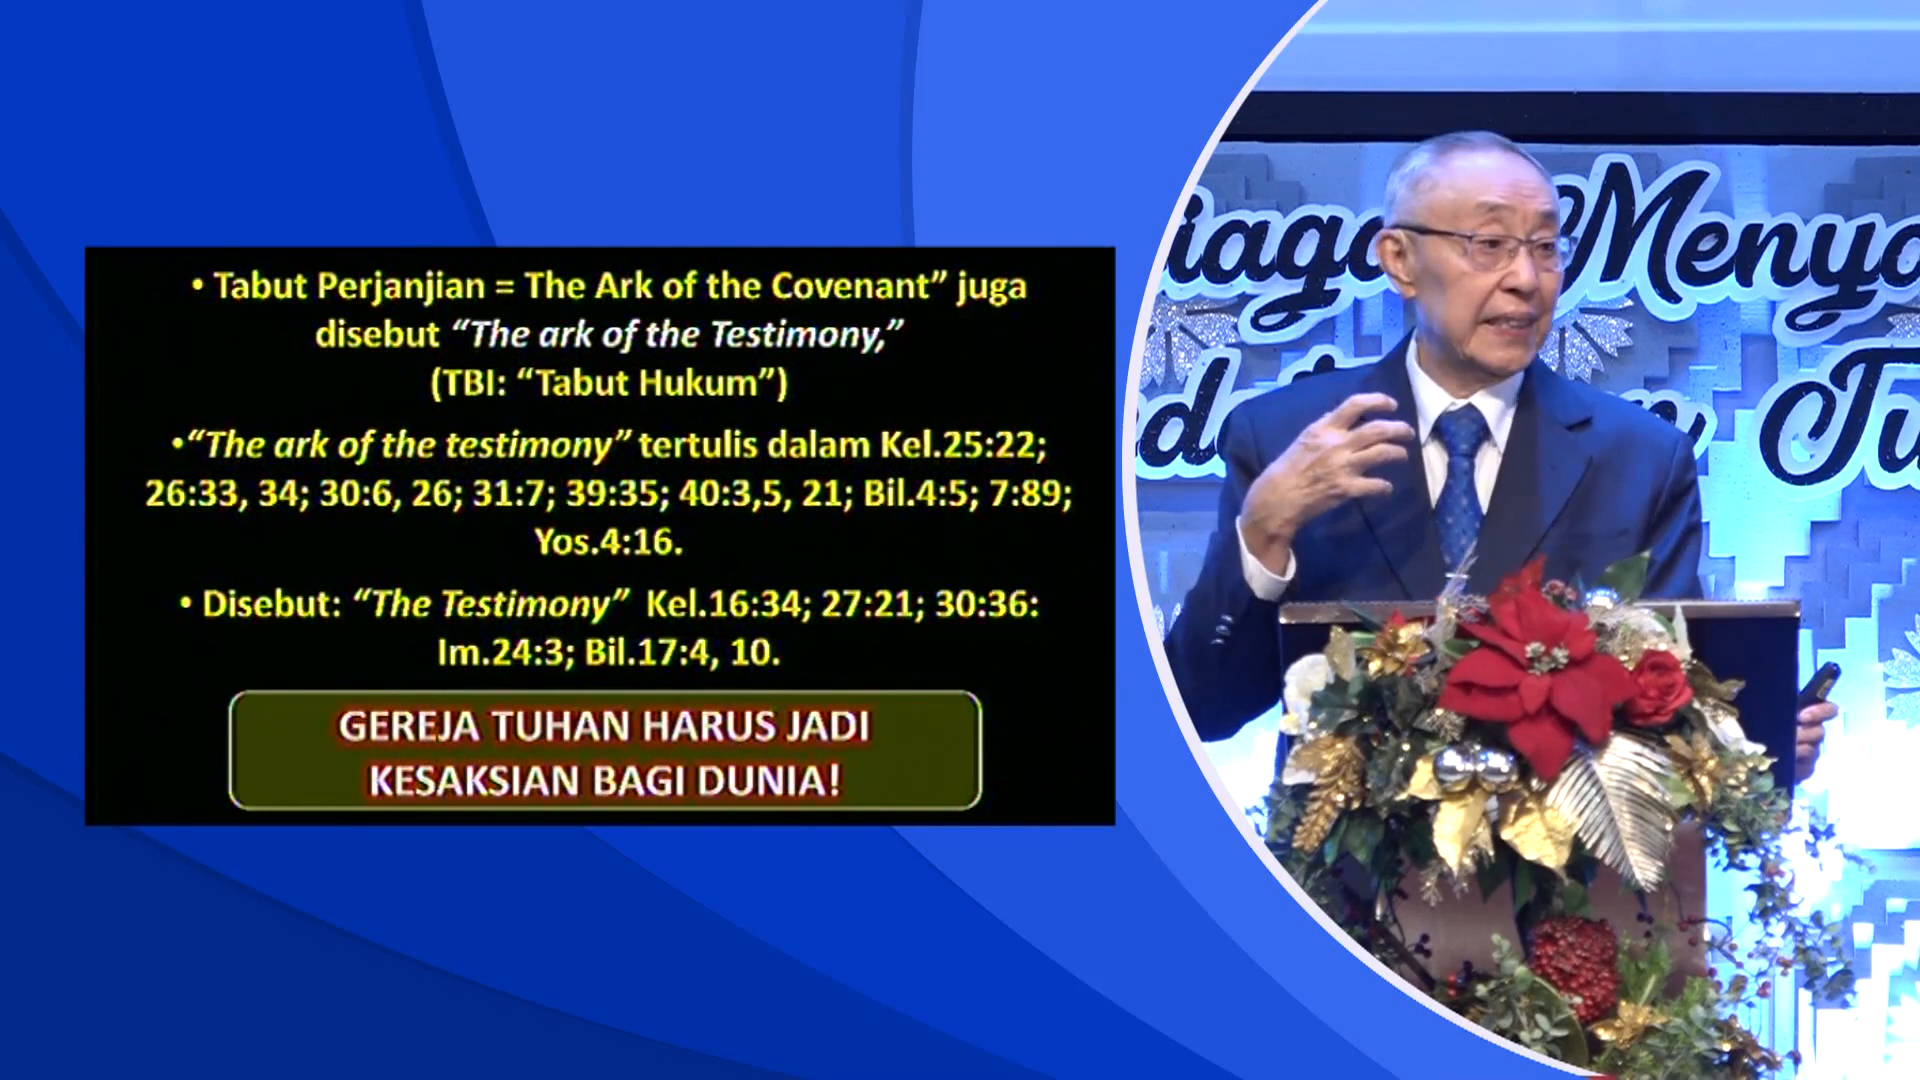 • Tabut Perjanjian = The Ark of the Covenant” juga
disebut “The ark of the Testimony,”
(TBI: “Tabut Hukum”)
•“The ark of the testimony” tertulis dalam Kel.25:22;
26:33, 34; 30:6, 26; 31:7; 39:35; 40:3,5, 21; Bil.4:5; 7:89;
Yos.4:16.
• Disebut: “The Testimony” Kel.16:34; 27:21; 30:36:
Im.24:3; Bil.17:4, 10.
GEREJA TUHAN HARUS JADI
KESAKSIAN BAGI DUNIA!